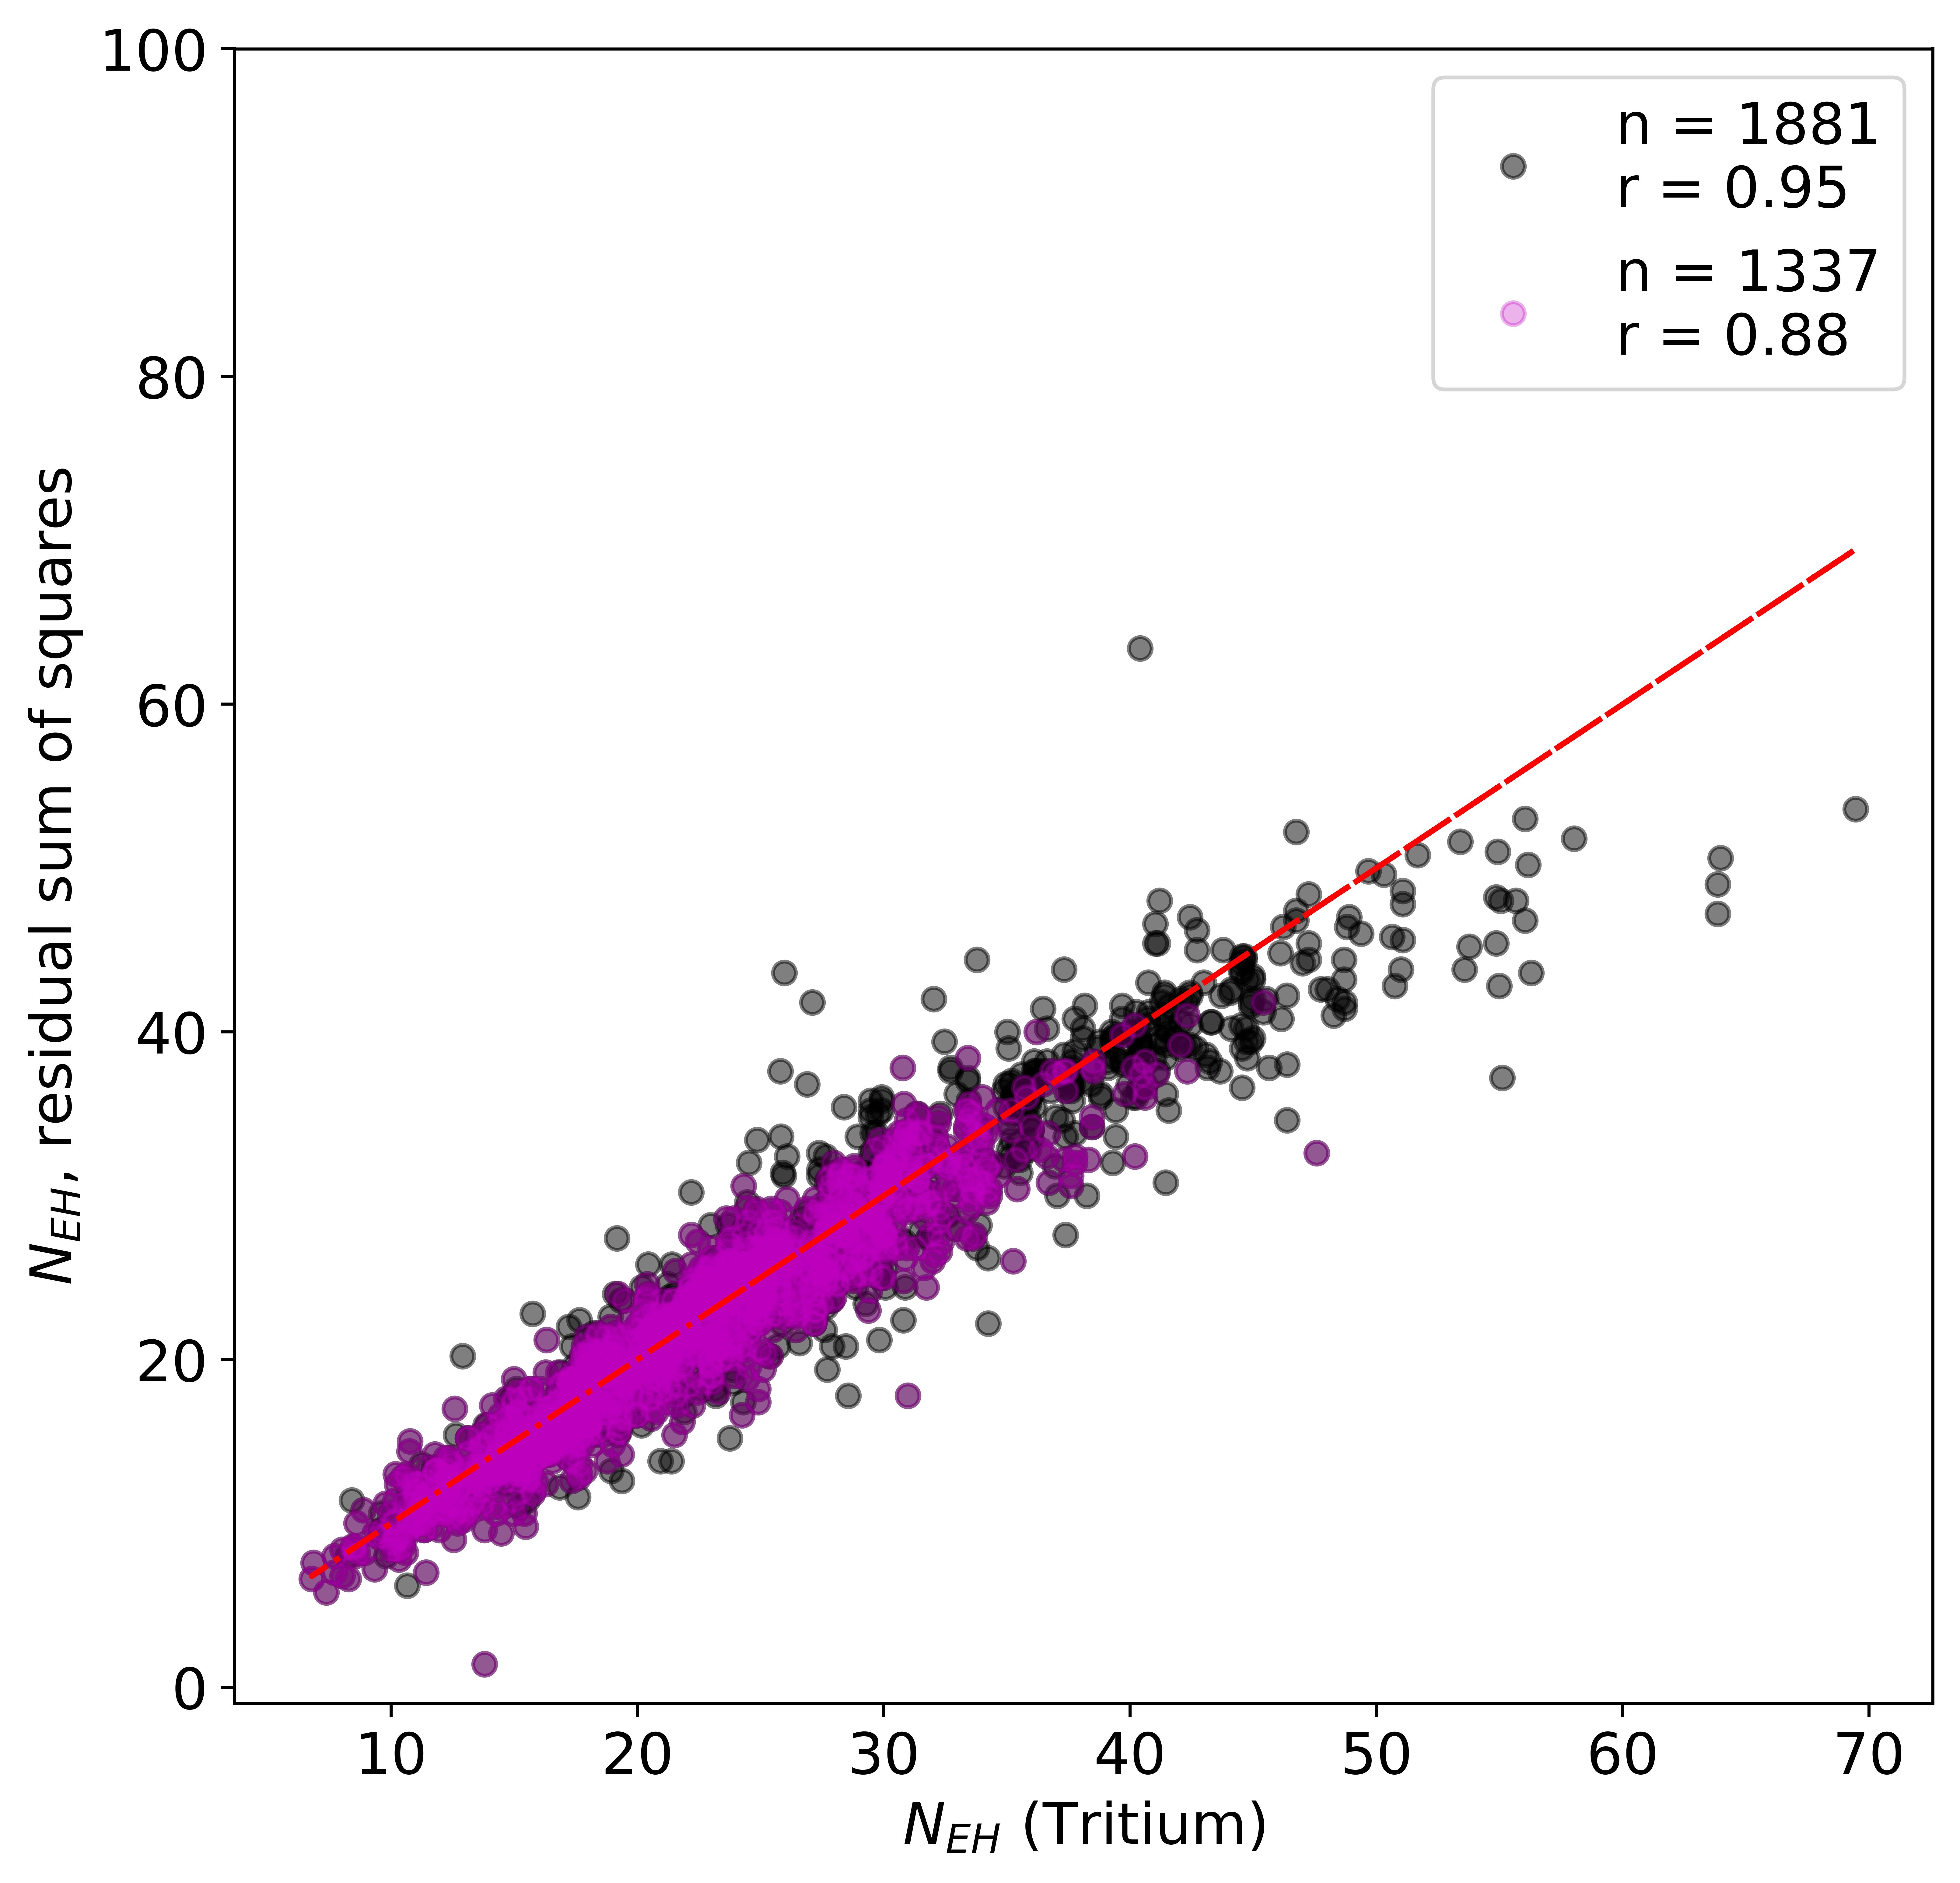 100
80
60
40
20
0
N_EH, residual sum of squares
n = 1881
r = 0.95
n = 1337
r = 0.88
10 20 30 40 50 60 70
N_EH (Tritium)